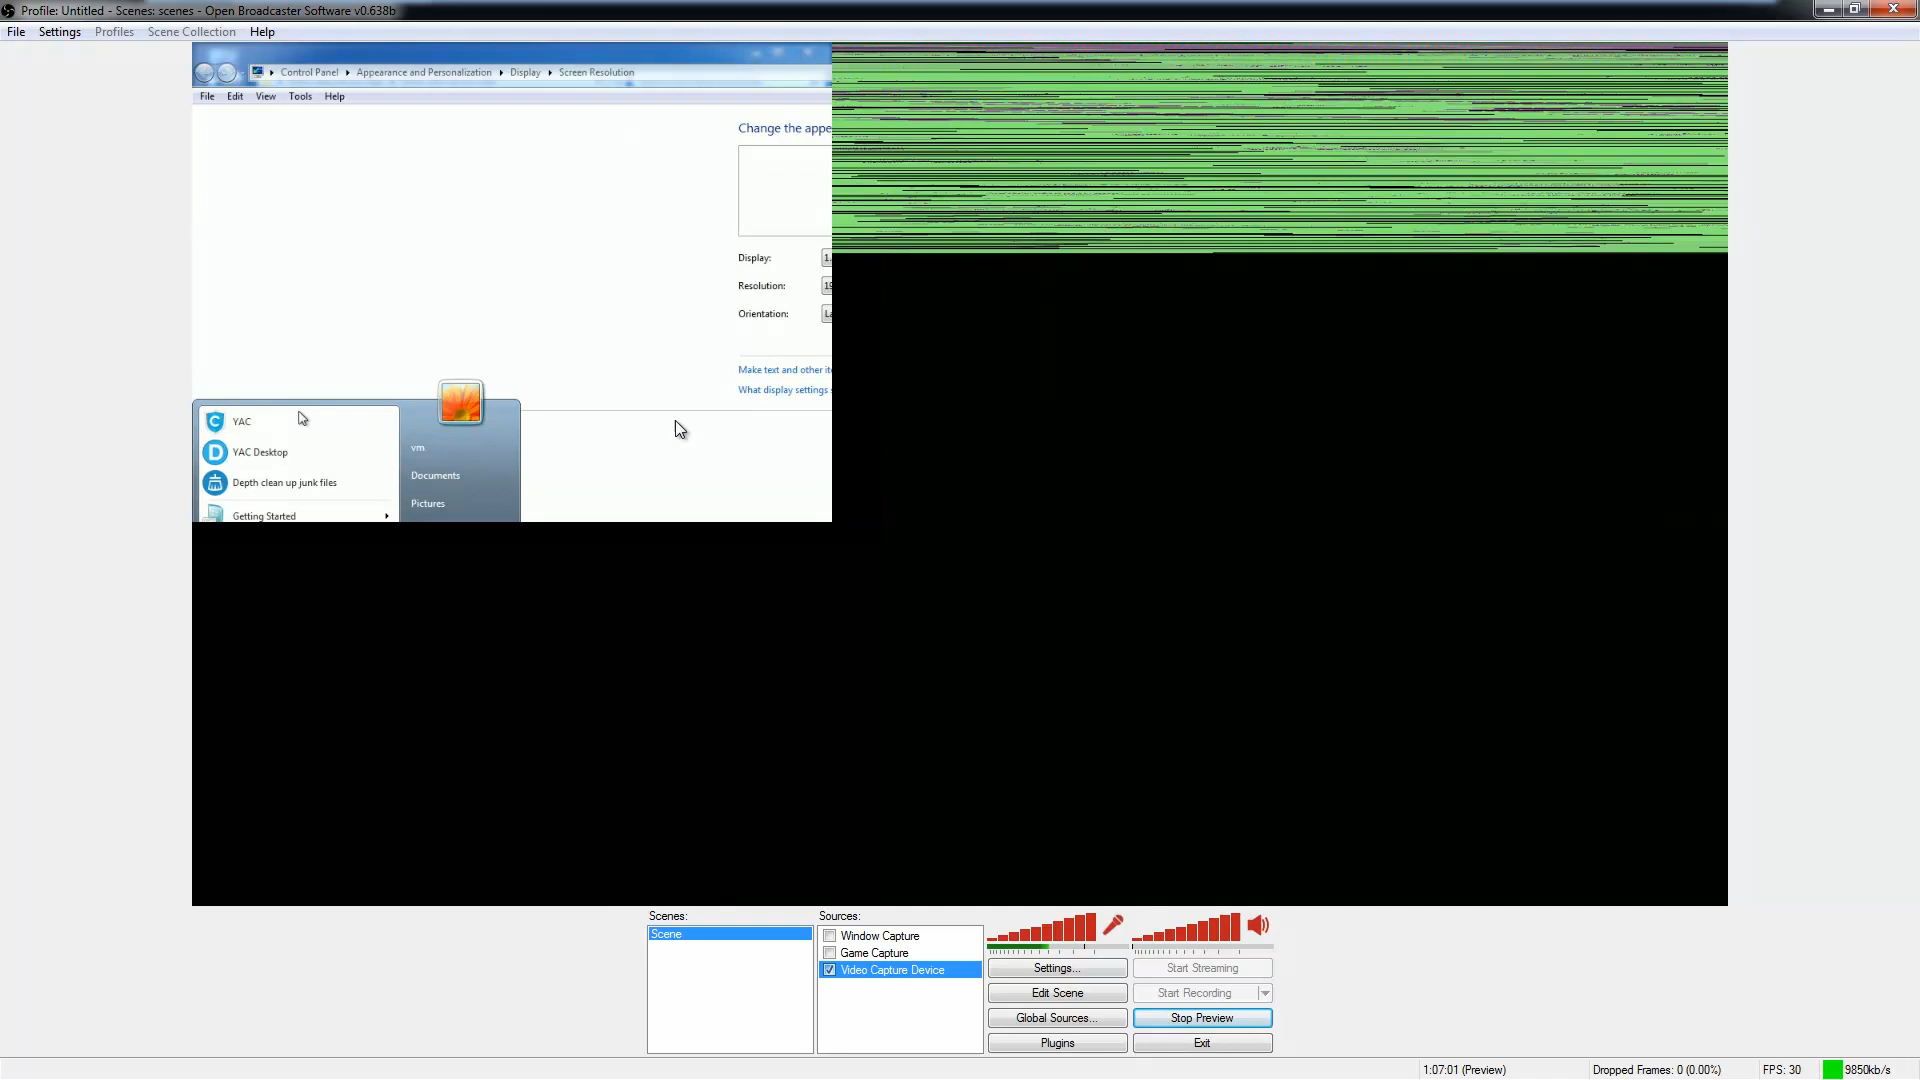 Profile: Untitled - Scenes: scenes - Open Broadcaster Software v0.638b
File Settings Profiles Scene Collection Help
Control Panel Appearance and Personalization Display Screen Resolution
File Edit View Tools Help
Change the appe
Display: 1.
Resolution: 19
Orientation: La
Make text and other it
What display settings
YAC
YAC Desktop
Depth clean up junk files
Getting Started
vm
Documents
Pictures
Scenes:
Scene
Sources:
Window Capture
Game Capture
Video Capture Device
Settings...
Edit Scene
Global Sources...
Plugins
Start Streaming
Start Recording
Stop Preview
Exit
1:07:01 (Preview) Dropped Frames: 0 (0.00%) FPS: 30 9850kb/s